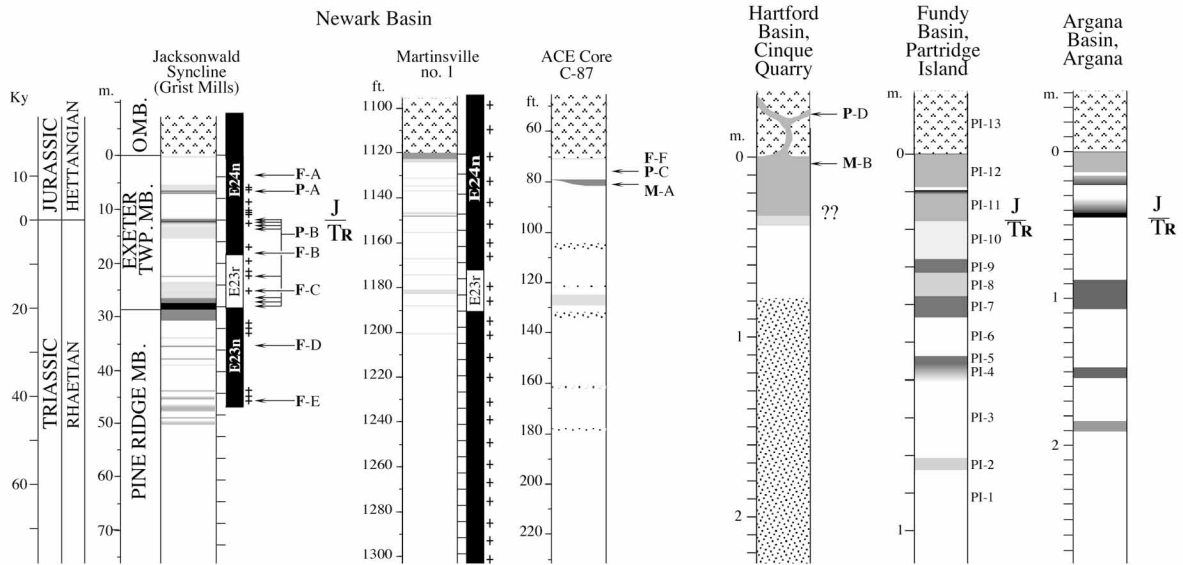 Newark Basin
Jacksonwald
Syncline
(Grist Mills)
Martinsville
no. 1
ACE Core
C-87
Hartford
Basin,
Cinque
Quarry
Fundy
Basin,
Partridge
Island
Argana
Basin,
Argana
Ky
10
0
20
40
60
JURASSIC
HETTANGIAN
TRIASSIC
RHAETIAN
m.
0
10
20
30
40
50
60
70
OMB.
EXETER
TWP. MB.
PINE RIDGE MB.
E24n
E23r
E23n
F-A
P-A
P-B
F-B
F-C
F-D
F-E
J
TR
ft.
1100
1120
1140
1160
1180
1200
1220
1240
1260
1280
1300
E24n
E23r
ft.
60
80
100
120
140
160
180
200
220
F-F
P-C
M-A
m.
0
1
2
P-D
M-B
??
m.
0
1
PI-13
PI-12
PI-11
PI-10
PI-9
PI-8
PI-7
PI-6
PI-5
PI-4
PI-3
PI-2
PI-1
J
TR
m.
0
1
2
J
TR